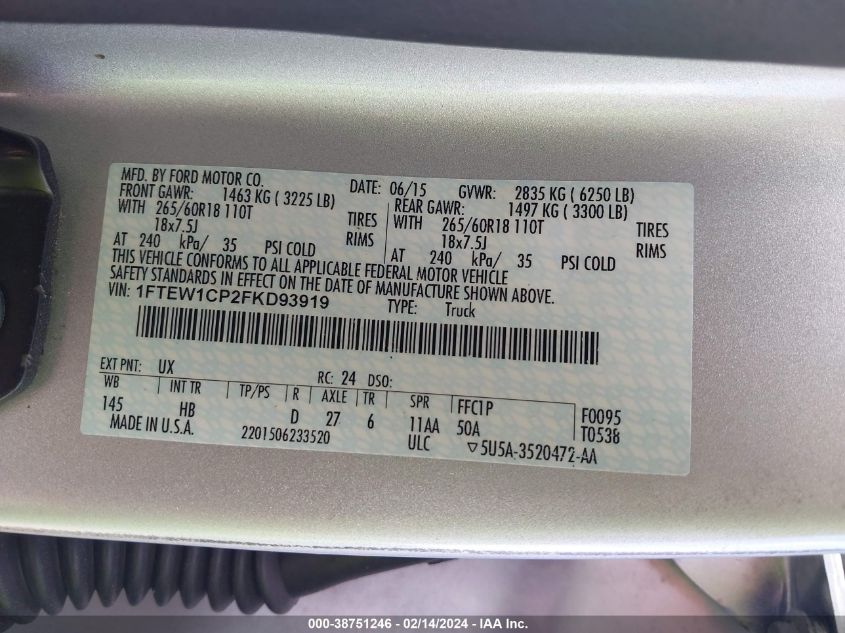 MFD. BY FORD MOTOR CO. DATE: 06/15 GVWR: 2835 KG ( 6250 LB)
FRONT GAWR: 1463 KG ( 3225 LB) REAR GAWR: 1497 KG ( 3300 LB)
WITH 265/60R18 110T TIRES WITH 265/60R18 110T TIRES
18x7.5J RIMS 18x7.5J RIMS
AT 240 kPa/ 35 PSI COLD AT 240 kPa/ 35 PSI COLD
THIS VEHICLE CONFORMS TO ALL APPLICABLE FEDERAL MOTOR VEHICLE
SAFETY STANDARDS IN EFFECT ON THE DATE OF MANUFACTURE SHOWN ABOVE.
VIN: 1FTEW1CP2FKD93919 TYPE: Truck
EXT PNT: UX RC: 24 DSO:
WB INT TR TP/PS R AXLE TR SPR FFC1P F0095
145 HB D 27 6 11AA 50A T0538
MADE IN U.S.A. 2201506233520 ULC ▽5U5A-3520472-AA
000-38751246 - 02/14/2024 - IAA Inc.